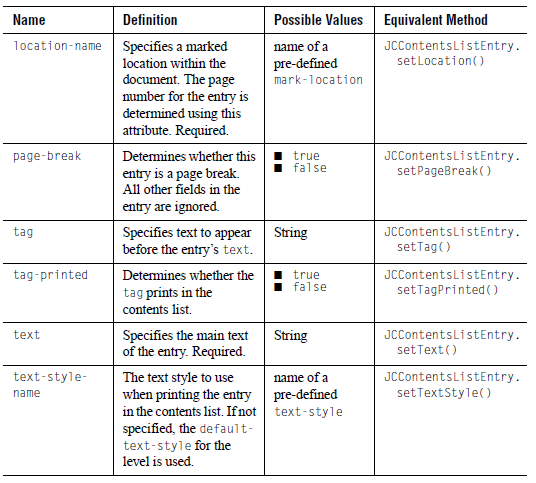 Name Definition Possible Values Equivalent Method
location-name Specifies a marked name of a JCContentsListEntry.
location within the pre-defined setLocation()
document. The page mark-location
number for the entry is
determined using this
attribute. Required.
page-break Determines whether this ■ true JCContentsListEntry.
entry is a page break. ■ false setPageBreak()
All other fields in the
entry are ignored.
tag Specifies text to appear String JCContentsListEntry.
before the entry's text. setTag()
tag-printed Determines whether the ■ true JCContentsListEntry.
tag prints in the ■ false setTagPrinted()
contents list.
text Specifies the main text String JCContentsListEntry.
of the entry. Required. setText()
text-style- The text style to use name of a JCContentsListEntry.
name when printing the entry pre-defined setTextStyle()
in the contents list. If not text-style
specified, the default-
text-style for the
level is used.